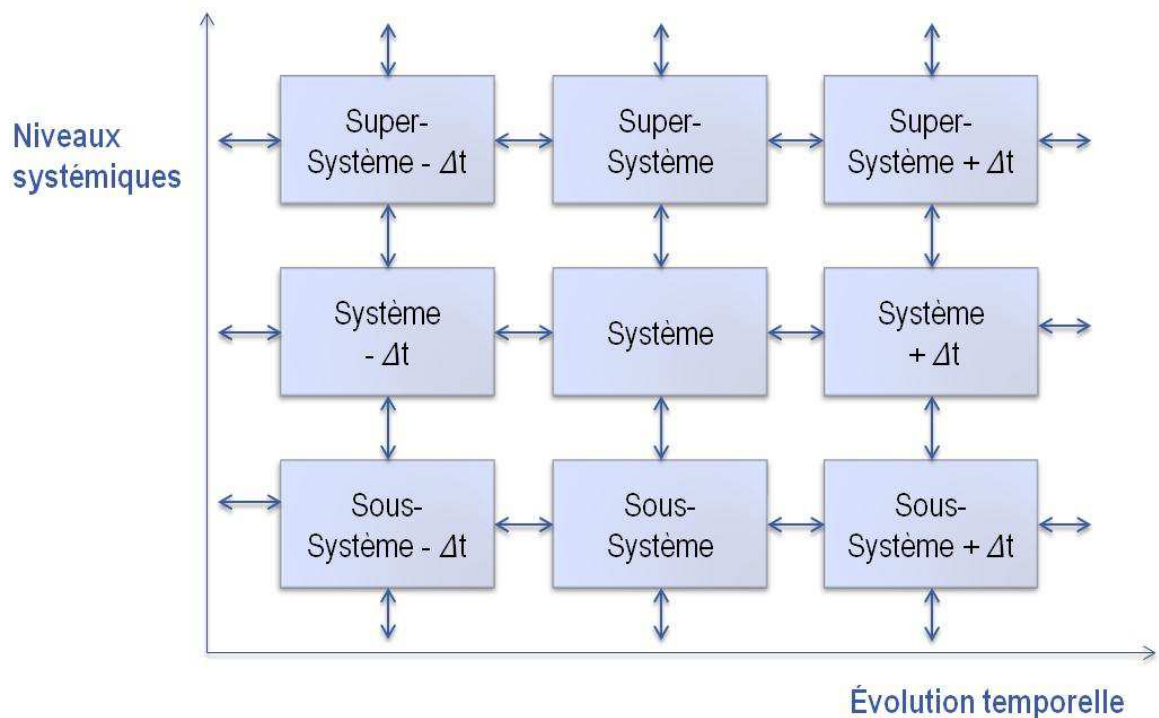 Niveaux
systémiques
Super-
Système - Δt
Super-
Système
Super-
Système + Δt
Système
- Δt
Système
Système
+ Δt
Sous-
Système - Δt
Sous-
Système
Sous-
Système + Δt
Évolution temporelle